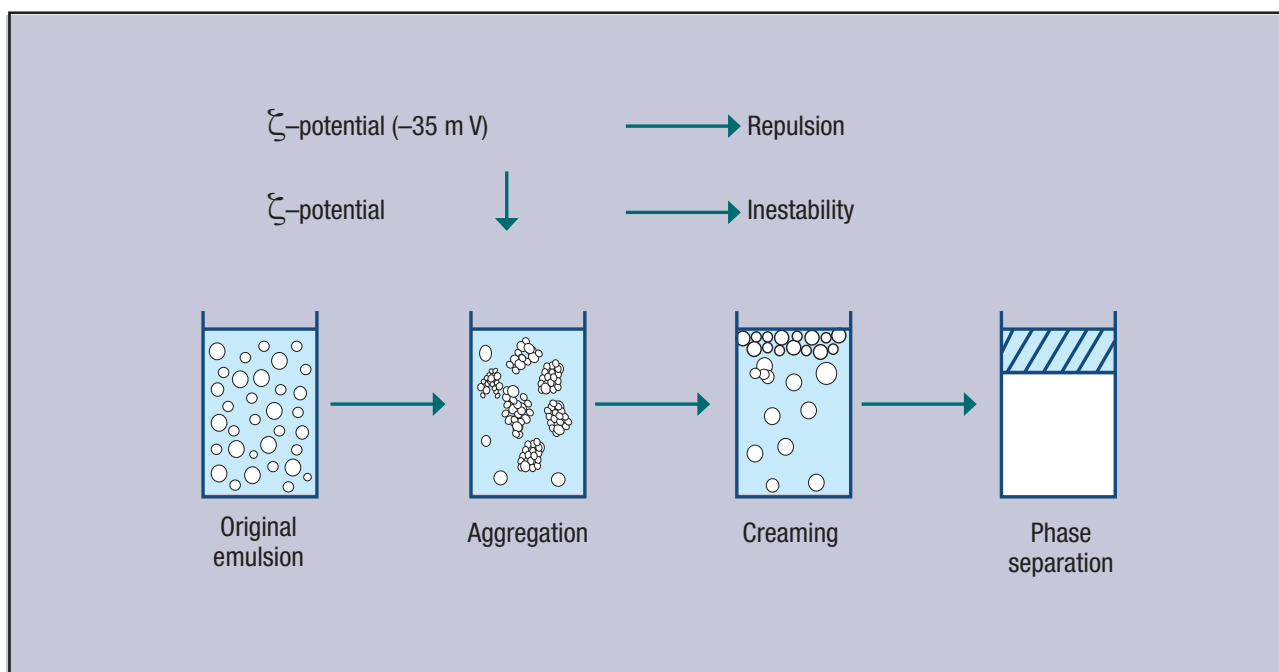 ζ–potential (–35 m V) Repulsion
ζ–potential Inestability
Original
emulsion
Aggregation
Creaming
Phase
separation